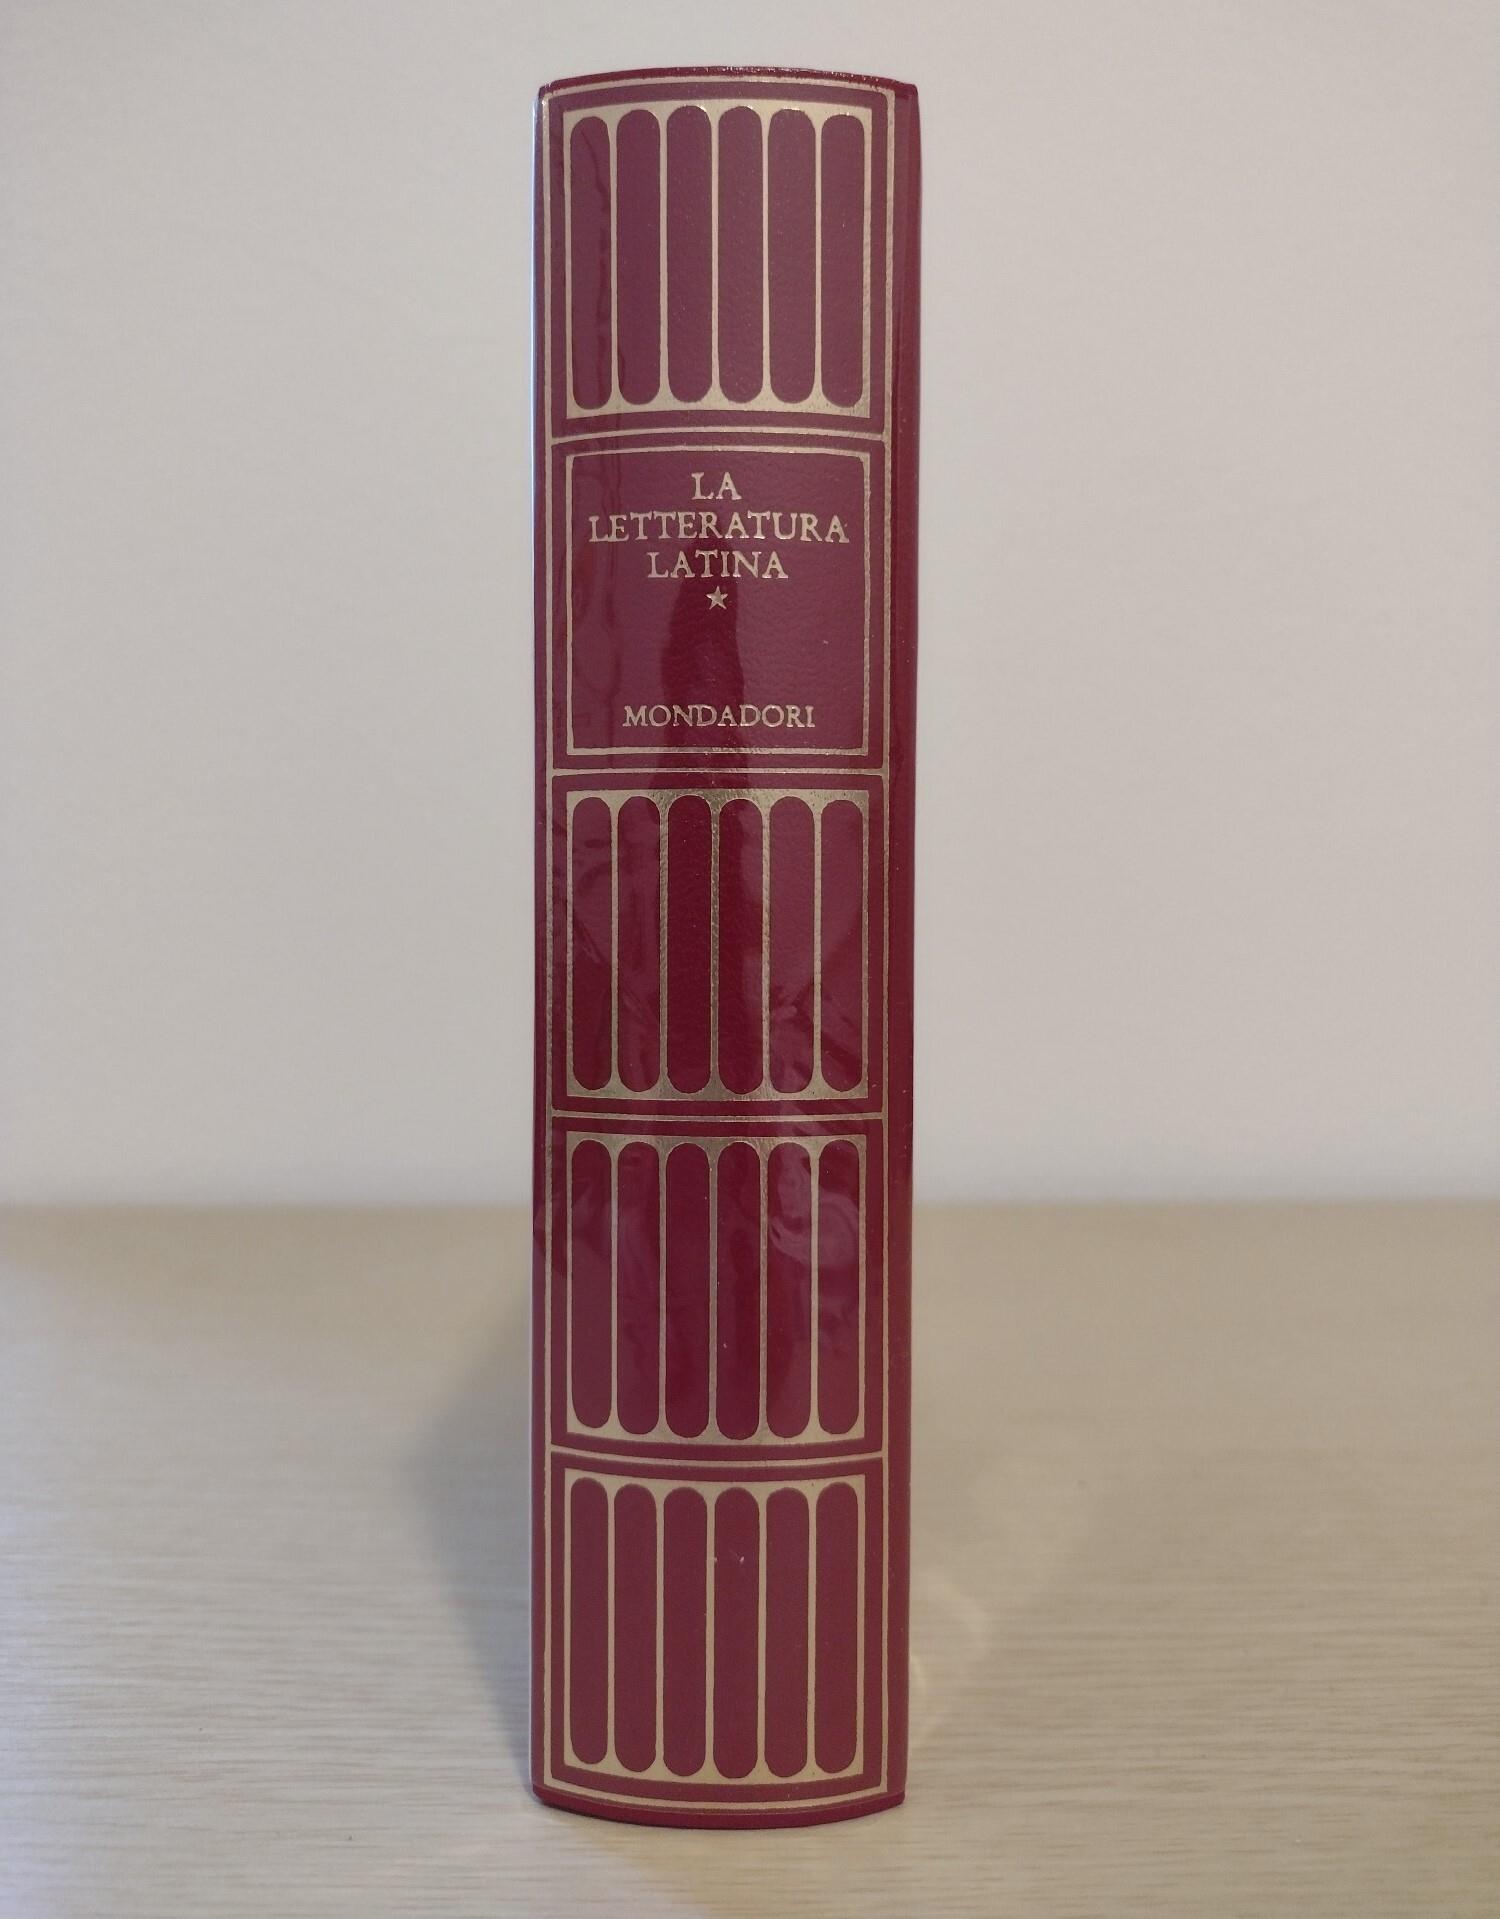 LA
LETTERATURA
LATINA
★
MONDADORI